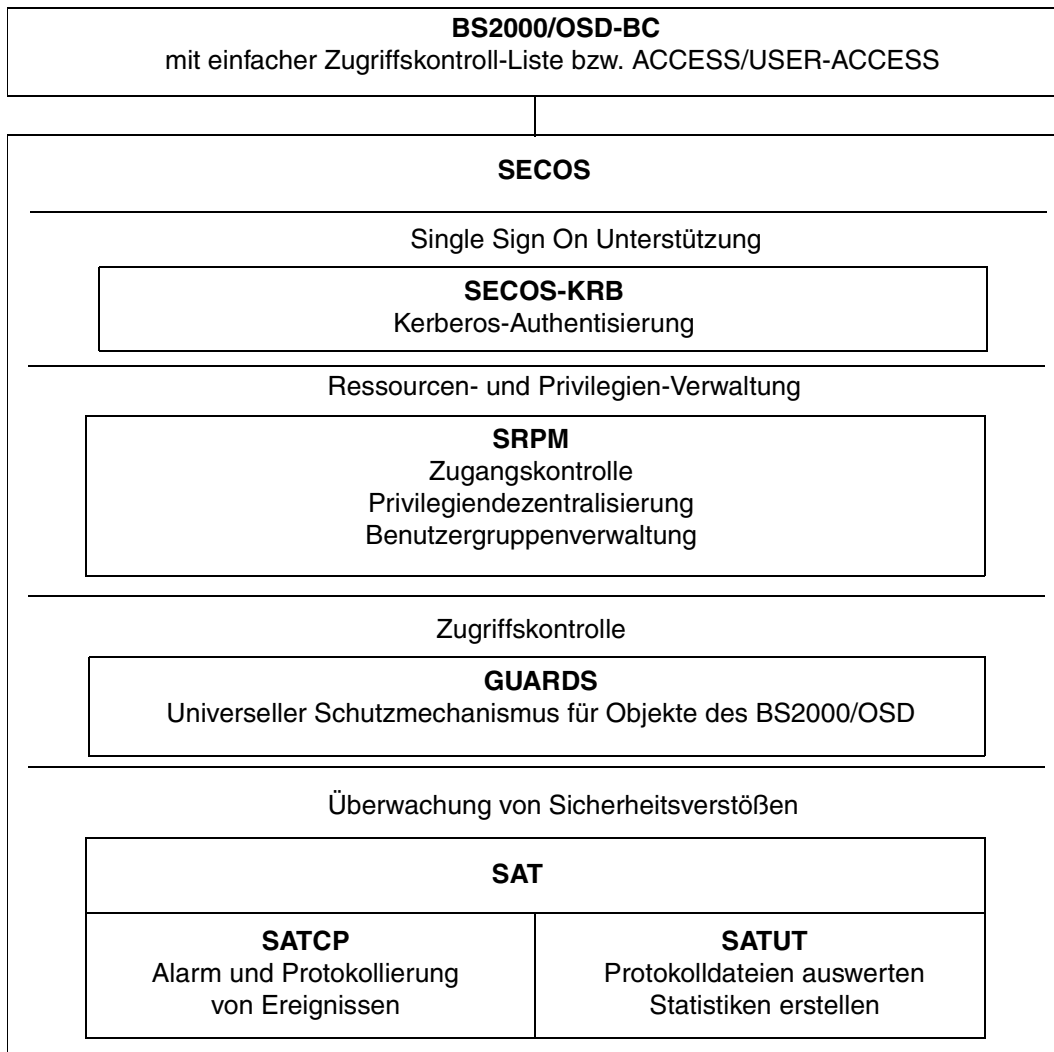 BS2000/OSD-BC
mit einfacher Zugriffskontroll-Liste bzw. ACCESS/USER-ACCESS
SECOS
Single Sign On Unterstützung
SECOS-KRB
Kerberos-Authentisierung
Ressourcen- und Privilegien-Verwaltung
SRPM
Zugangskontrolle
Privilegiendezentralisierung
Benutzergruppenverwaltung
Zugriffskontrolle
GUARDS
Universeller Schutzmechanismus für Objekte des BS2000/OSD
Überwachung von Sicherheitsverstößen
SAT
SATCP
Alarm und Protokollierung
von Ereignissen
SATUT
Protokolldateien auswerten
Statistiken erstellen